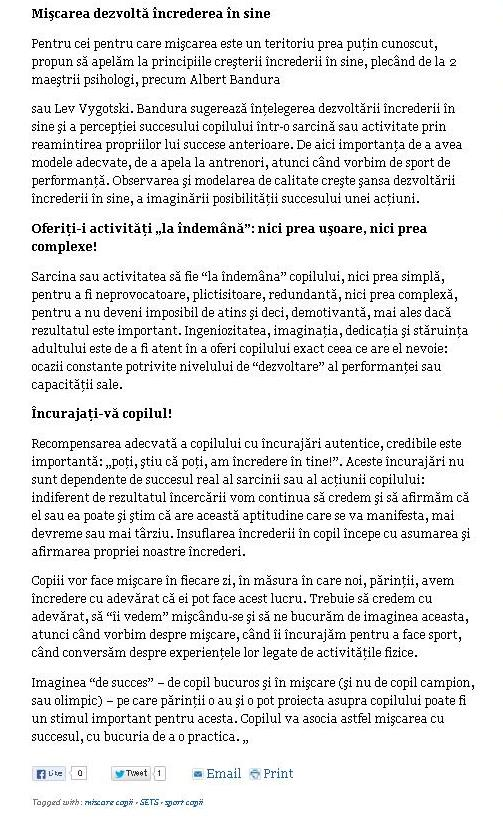 Mişcarea dezvoltă încrederea în sine
Pentru cei pentru care mişcarea este un teritoriu prea puţin cunoscut,
propun să apelăm la principiile creşterii încrederii în sine, plecând de la 2
maeştrii psihologi, precum Albert Bandura
sau Lev Vygotski. Bandura sugerează înţelegerea dezvoltării încrederii în
sine şi a percepţiei succesului copilului într-o sarcină sau activitate prin
reamintirea propriilor lui succese anterioare. De aici importanţa de a avea
modele adecvate, de a apela la antrenori, atunci când vorbim de sport de
performanţă. Observarea şi modelarea de calitate creşte şansa dezvoltării
încrederii în sine, a imaginării posibilităţii succesului unei acţiuni.
Oferiţi-i activităţi „la îndemână”: nici prea uşoare, nici prea
complexe!
Sarcina sau activitatea să fie “la îndemâna” copilului, nici prea simplă,
pentru a fi neprovocatoare, plictisitoare, redundantă, nici prea complexă,
pentru a nu deveni imposibil de atins şi deci, demotivantă, mai ales dacă
rezultatul este important. Ingeniozitatea, imaginaţia, dedicaţia şi stăruinţa
adultului este de a fi atent în a oferi copilului exact ceea ce are el nevoie:
ocazii constante potrivite nivelului de “dezvoltare” al performanţei sau
capacităţii sale.
Încurajaţi-vă copilul!
Recompensarea adecvată a copilului cu încurajări autentice, credibile este
importantă: „poţi, ştiu că poţi, am încredere în tine!”. Aceste încurajări nu
sunt dependente de succesul real al sarcinii sau al acţiunii copilului:
indiferent de rezultatul încercării vom continua să credem şi să afirmăm că
el sau ea poate şi ştim că are această aptitudine care se va manifesta, mai
devreme sau mai târziu. Insuflarea încrederii în copil începe cu asumarea şi
afirmarea propriei noastre încrederi.
Copiii vor face mişcare în fiecare zi, în măsura în care noi, părinţii, avem
încredere cu adevărat că ei pot face acest lucru. Trebuie să credem cu
adevărat, să “îi vedem” mişcându-se şi să ne bucurăm de imaginea aceasta,
atunci când vorbim despre mişcare, când îi încurajăm pentru a face sport,
când conversăm despre experienţele lor legate de activităţile fizice.
Imaginea “de succes” – de copil bucuros şi în mişcare (şi nu de copil campion,
sau olimpic) – pe care părinţii o au şi o pot proiecta asupra copilului poate fi
un stimul important pentru acesta. Copilul va asocia astfel mişcarea cu
succesul, cu bucuria de a o practica. „
Like 0 Tweet 1 Email Print
Tagged with: miscare copii • SETS • sport copii